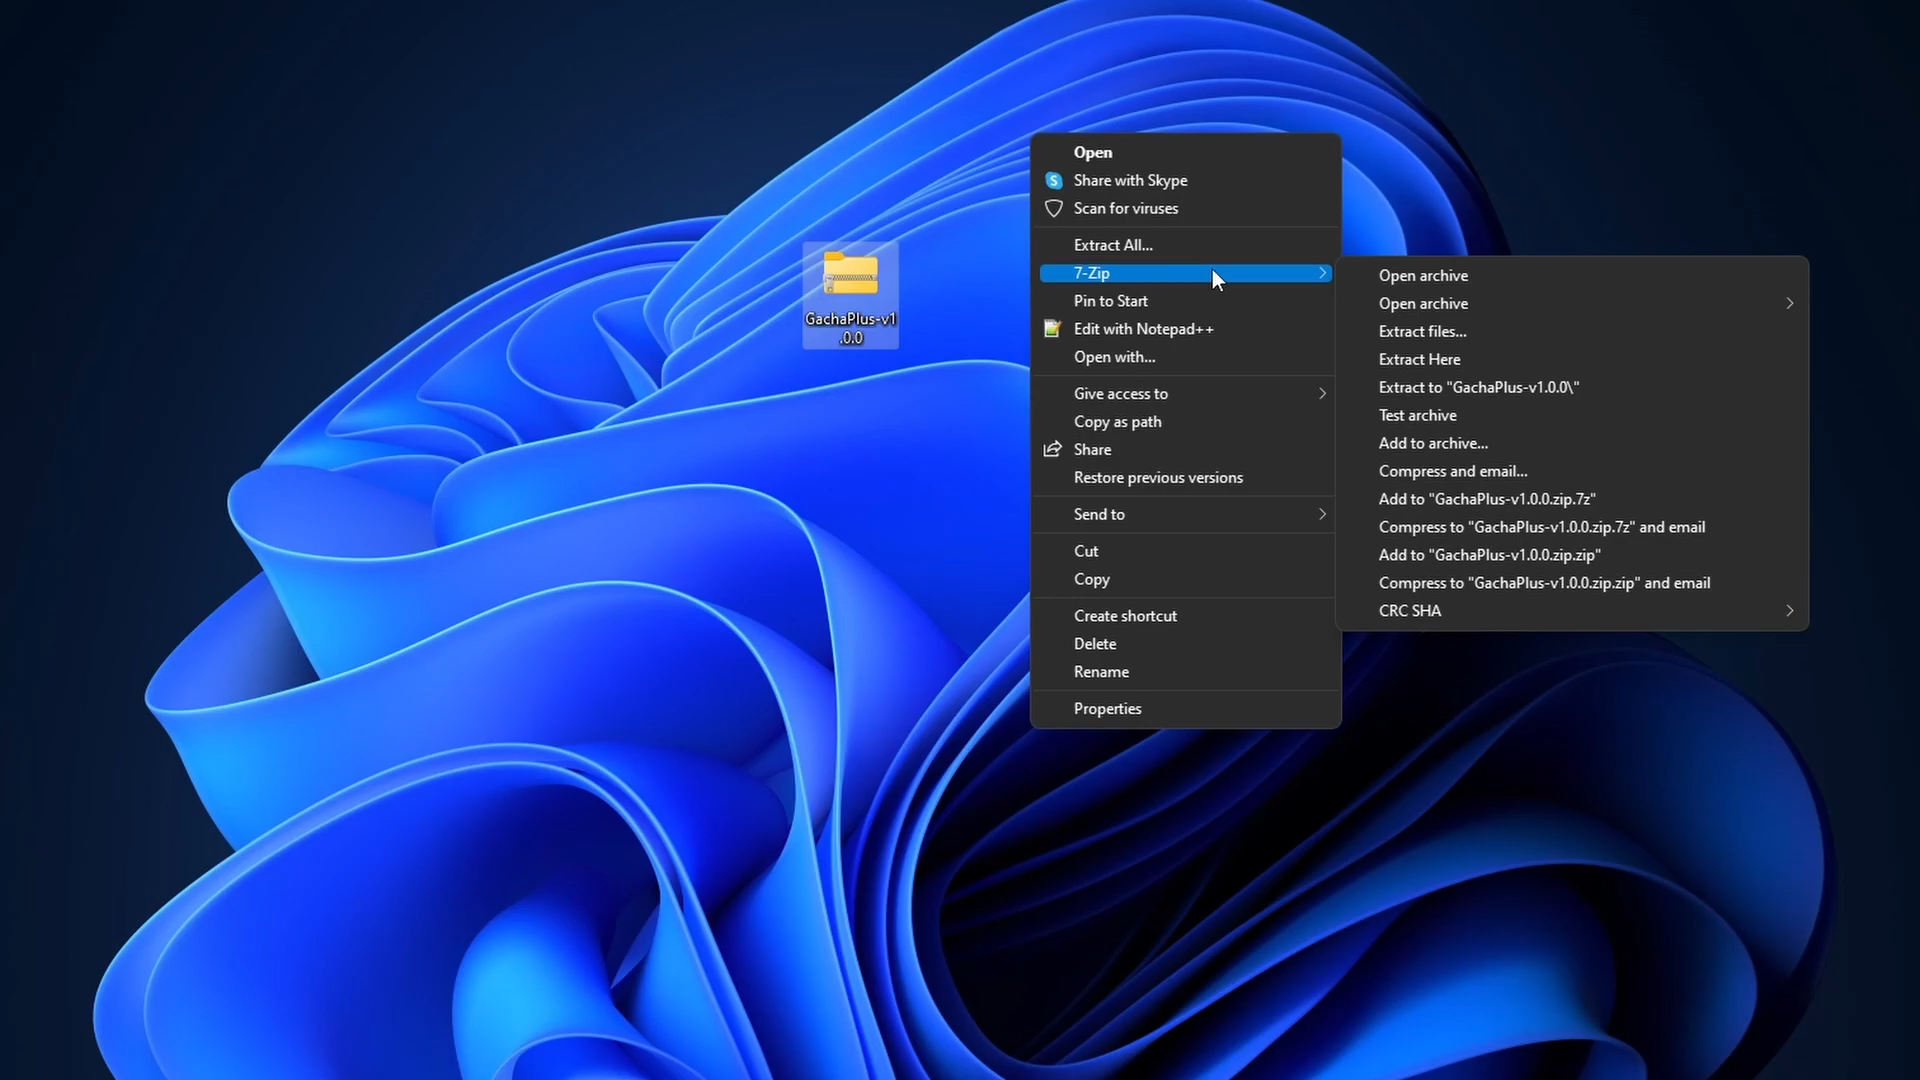 GachaPlus-v1
.0.0
Open
Share with Skype
Scan for viruses
Extract All...
7-Zip
Pin to Start
Edit with Notepad++
Open with...
Give access to
Copy as path
Share
Restore previous versions
Send to
Cut
Copy
Create shortcut
Delete
Rename
Properties
Open archive
Open archive
Extract files...
Extract Here
Extract to "GachaPlus-v1.0.0\"
Test archive
Add to archive...
Compress and email...
Add to "GachaPlus-v1.0.0.zip.7z"
Compress to "GachaPlus-v1.0.0.zip.7z" and email
Add to "GachaPlus-v1.0.0.zip.zip"
Compress to "GachaPlus-v1.0.0.zip.zip" and email
CRC SHA